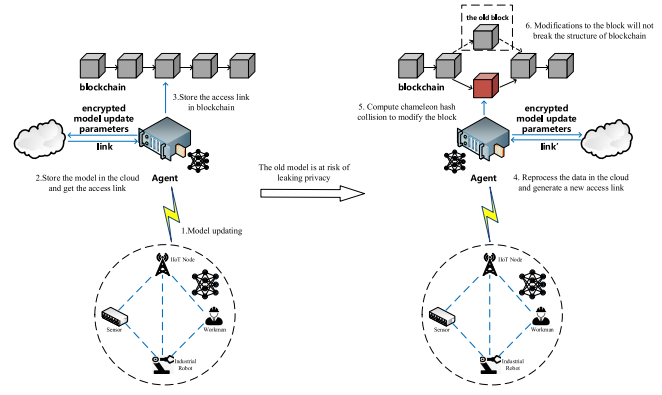 blockchain
3.Store the access link
in blockchain
encrypted
model update
parameters
link
2.Store the model in the cloud
and get the access link
Agent
1.Model updating
IIoT Node
Sensor
Workman
Industrial
Robot
The old model is at risk of
leaking privacy
the old block
6. Modifications to the block will not
break the structure of blockchain
blockchain
5. Compute chameleon hash
collision to modify the block
encrypted
model update
parameters
link'
Agent
4. Reprocess the data in the cloud
and generate a new access link
IIoT Node
Sensor
Workman
Industrial
Robot